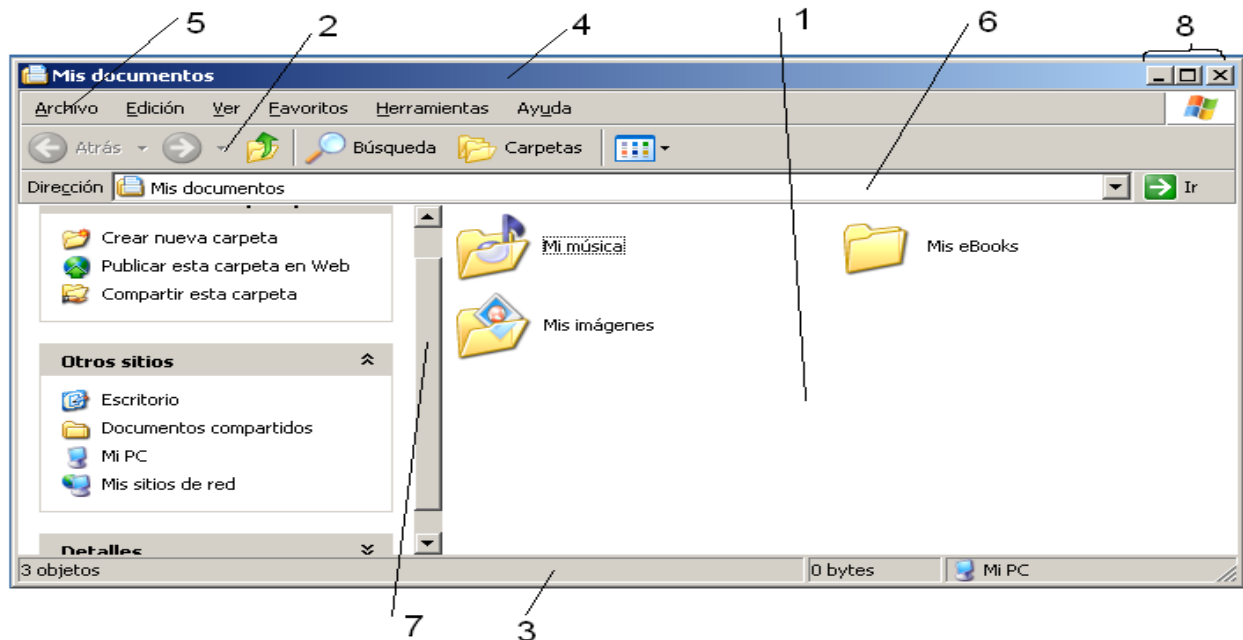 5 2 4 1 6 8
Mis documentos
Archivo Edición Ver Favoritos Herramientas Ayuda
Atrás Búsqueda Carpetas
Dirección Mis documentos Ir
Crear nueva carpeta
Publicar esta carpeta en Web
Compartir esta carpeta
Otros sitios
Escritorio
Documentos compartidos
Mi PC
Mis sitios de red
Detalles
Mi música Mis eBooks
Mis imágenes
3 objetos 0 bytes Mi PC
7 3